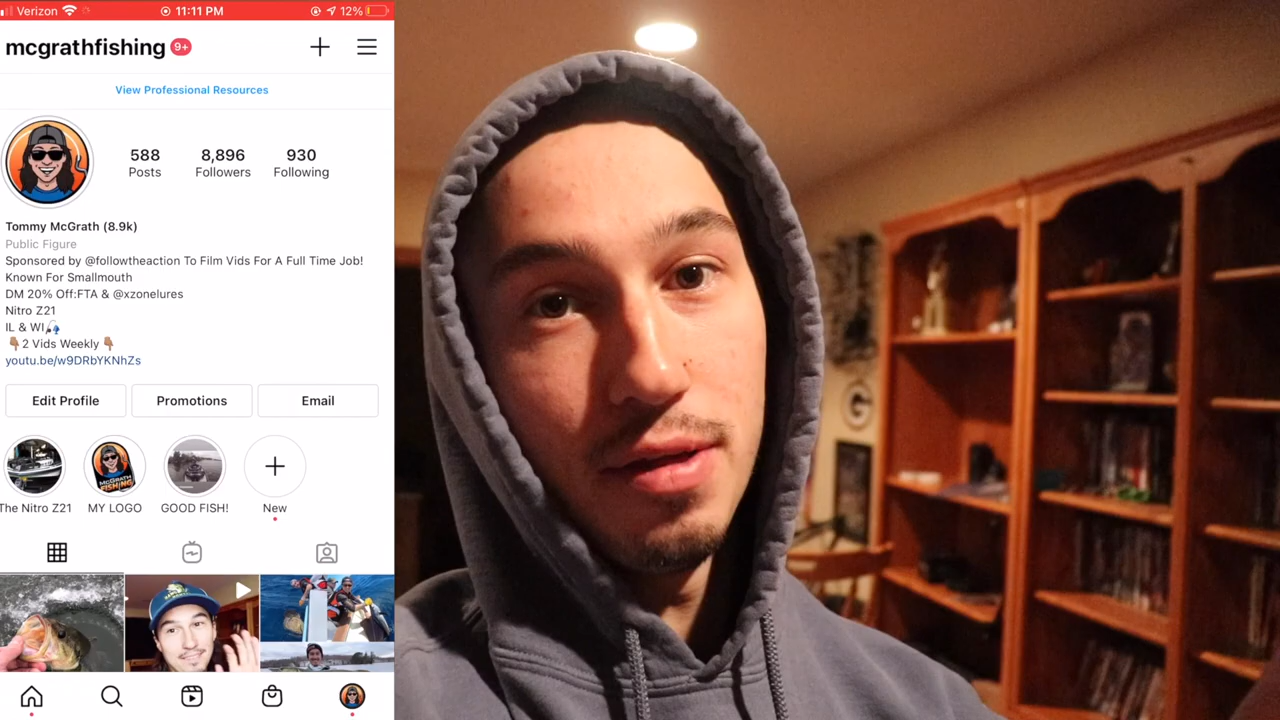 Verizon 11:11 PM 12%
mcgrathfishing 9+
View Professional Resources
588 8,896 930
Posts Followers Following
Tommy McGrath (8.9k)
Public Figure
Sponsored by @followtheaction To Film Vids For A Full Time Job!
Known For Smallmouth
DM 20% Off:FTA & @xzonelures
Nitro Z21
IL & WI🎧
👇🏽2 Vids Weekly👇🏽
youtu.be/w9DRbYKNhZs
Edit Profile Promotions Email
MCGRATH
FISHING
The Nitro Z21 MY LOGO GOOD FISH! New
G